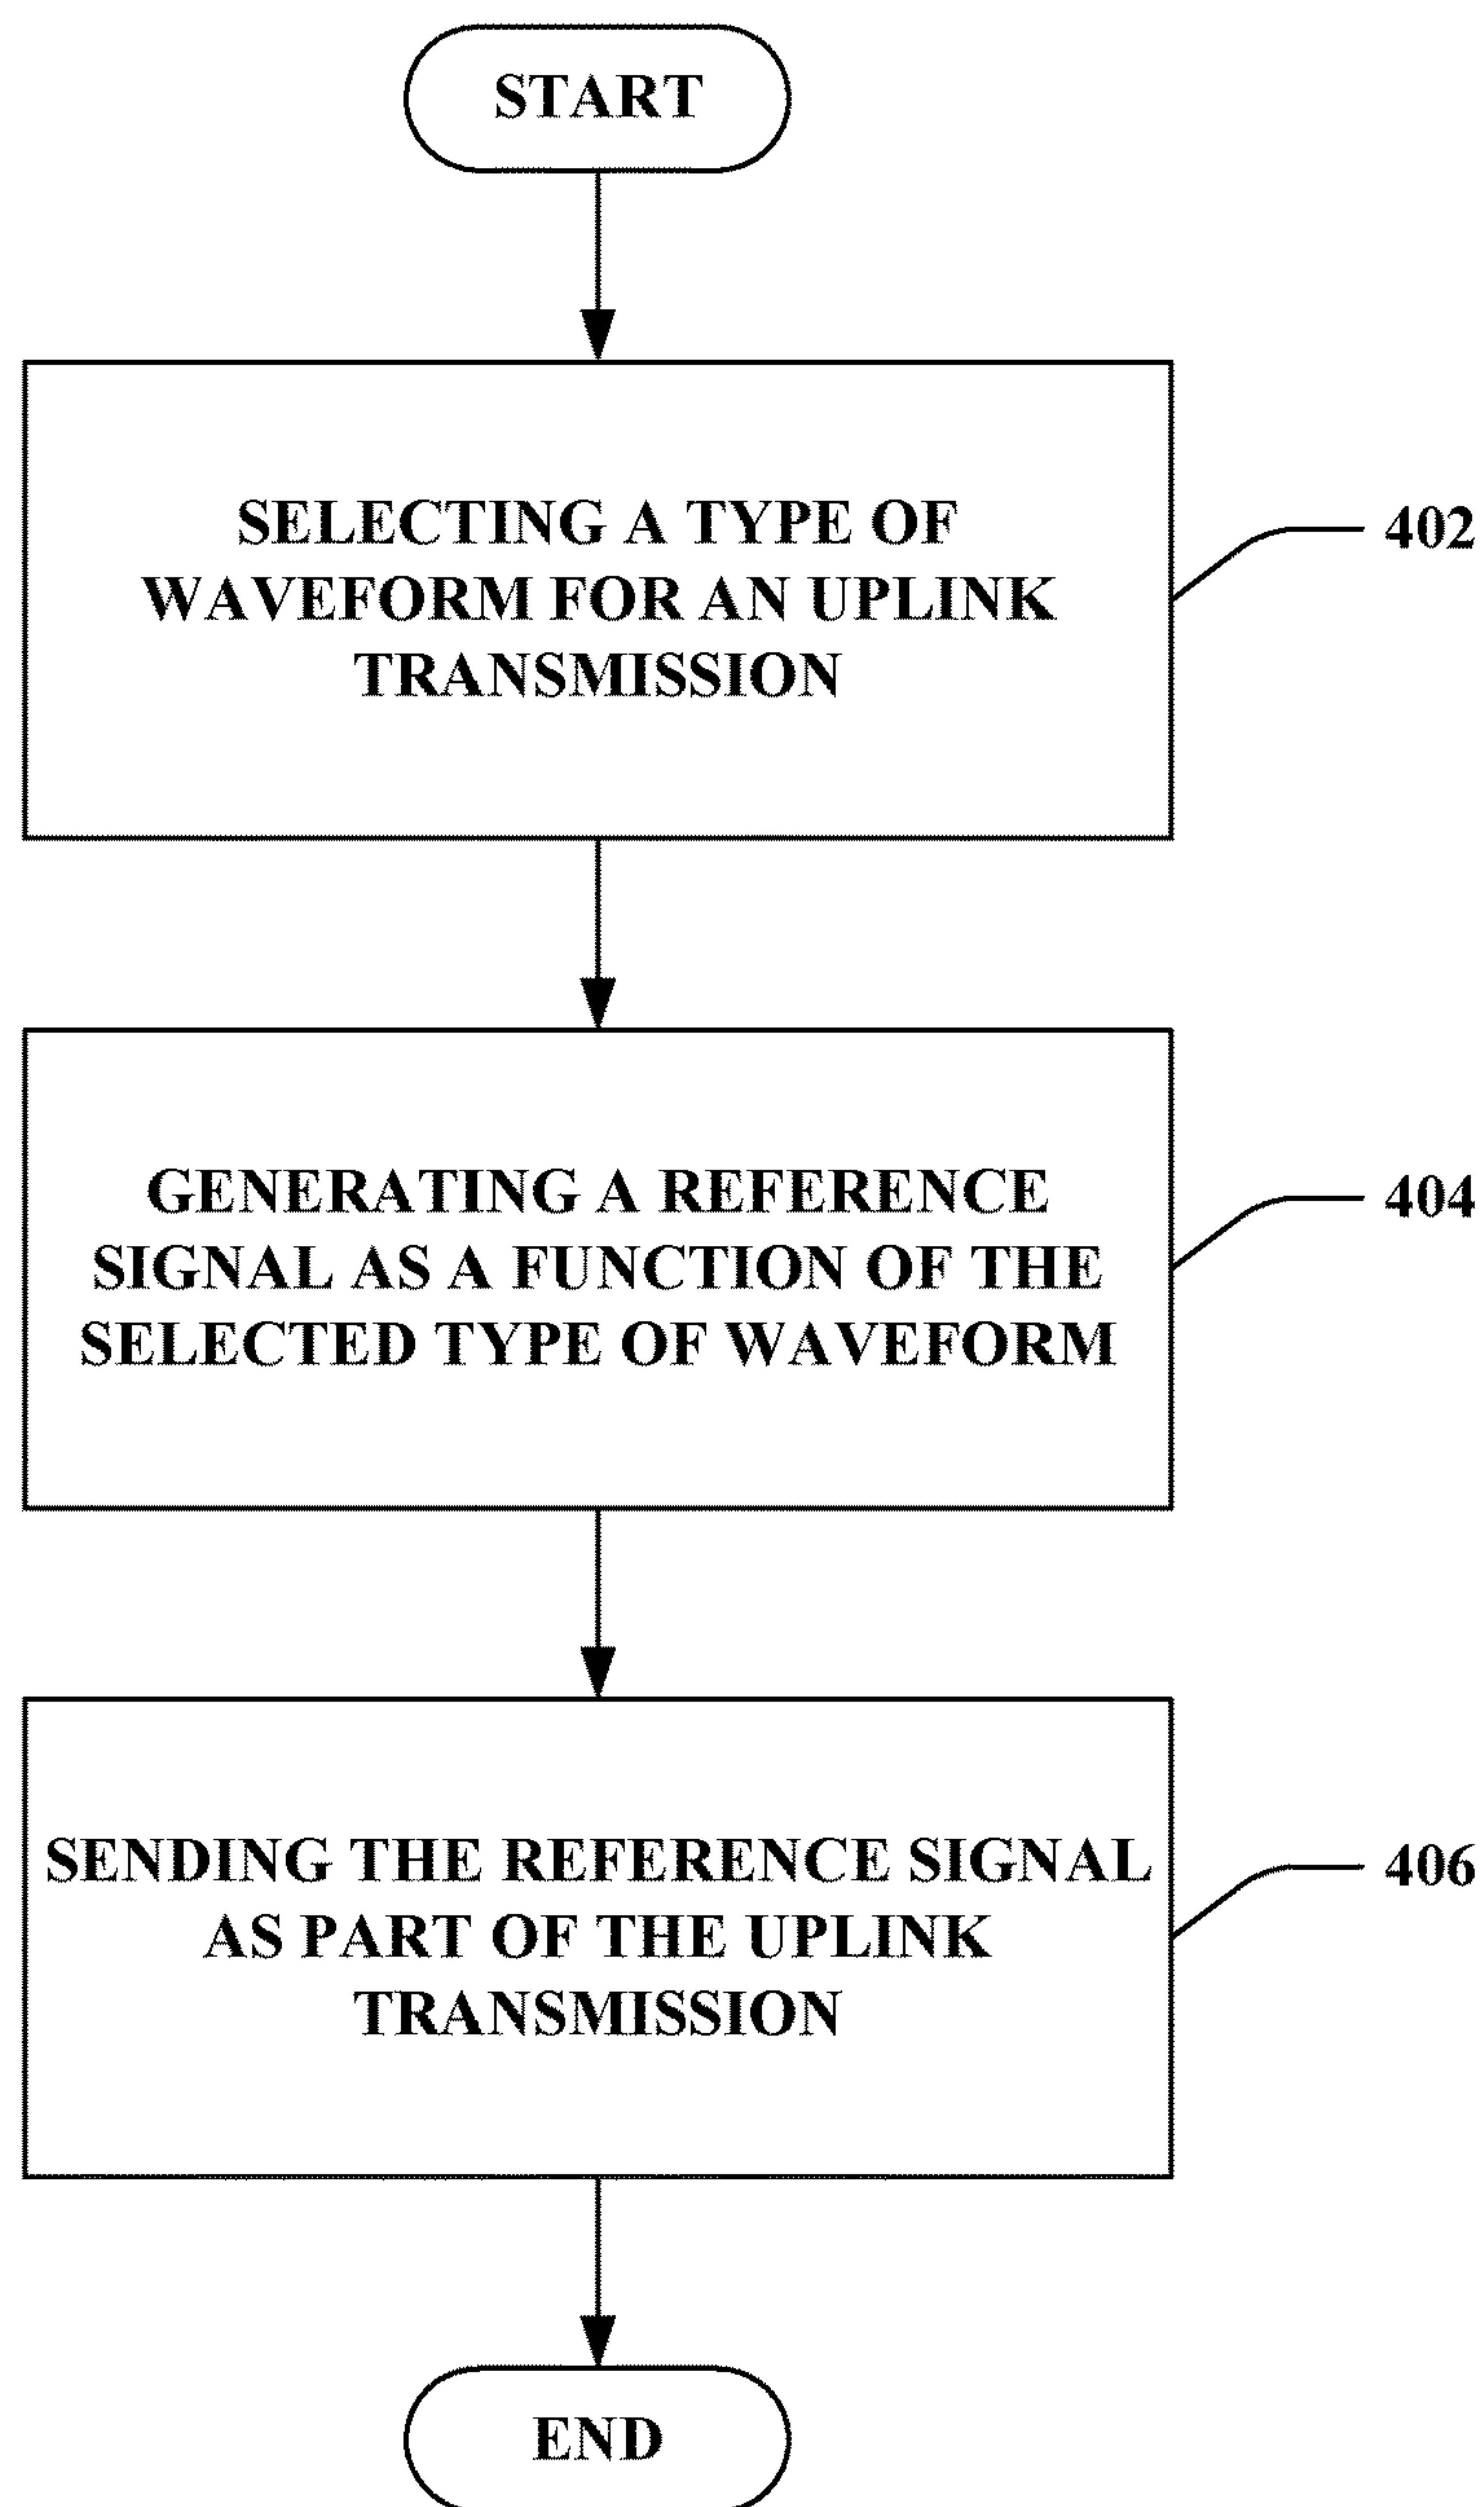 START
SELECTING A TYPE OF
WAVEFORM FOR AN UPLINK
TRANSMISSION
402
GENERATING A REFERENCE
SIGNAL AS A FUNCTION OF THE
SELECTED TYPE OF WAVEFORM
404
SENDING THE REFERENCE SIGNAL
AS PART OF THE UPLINK
TRANSMISSION
406
END